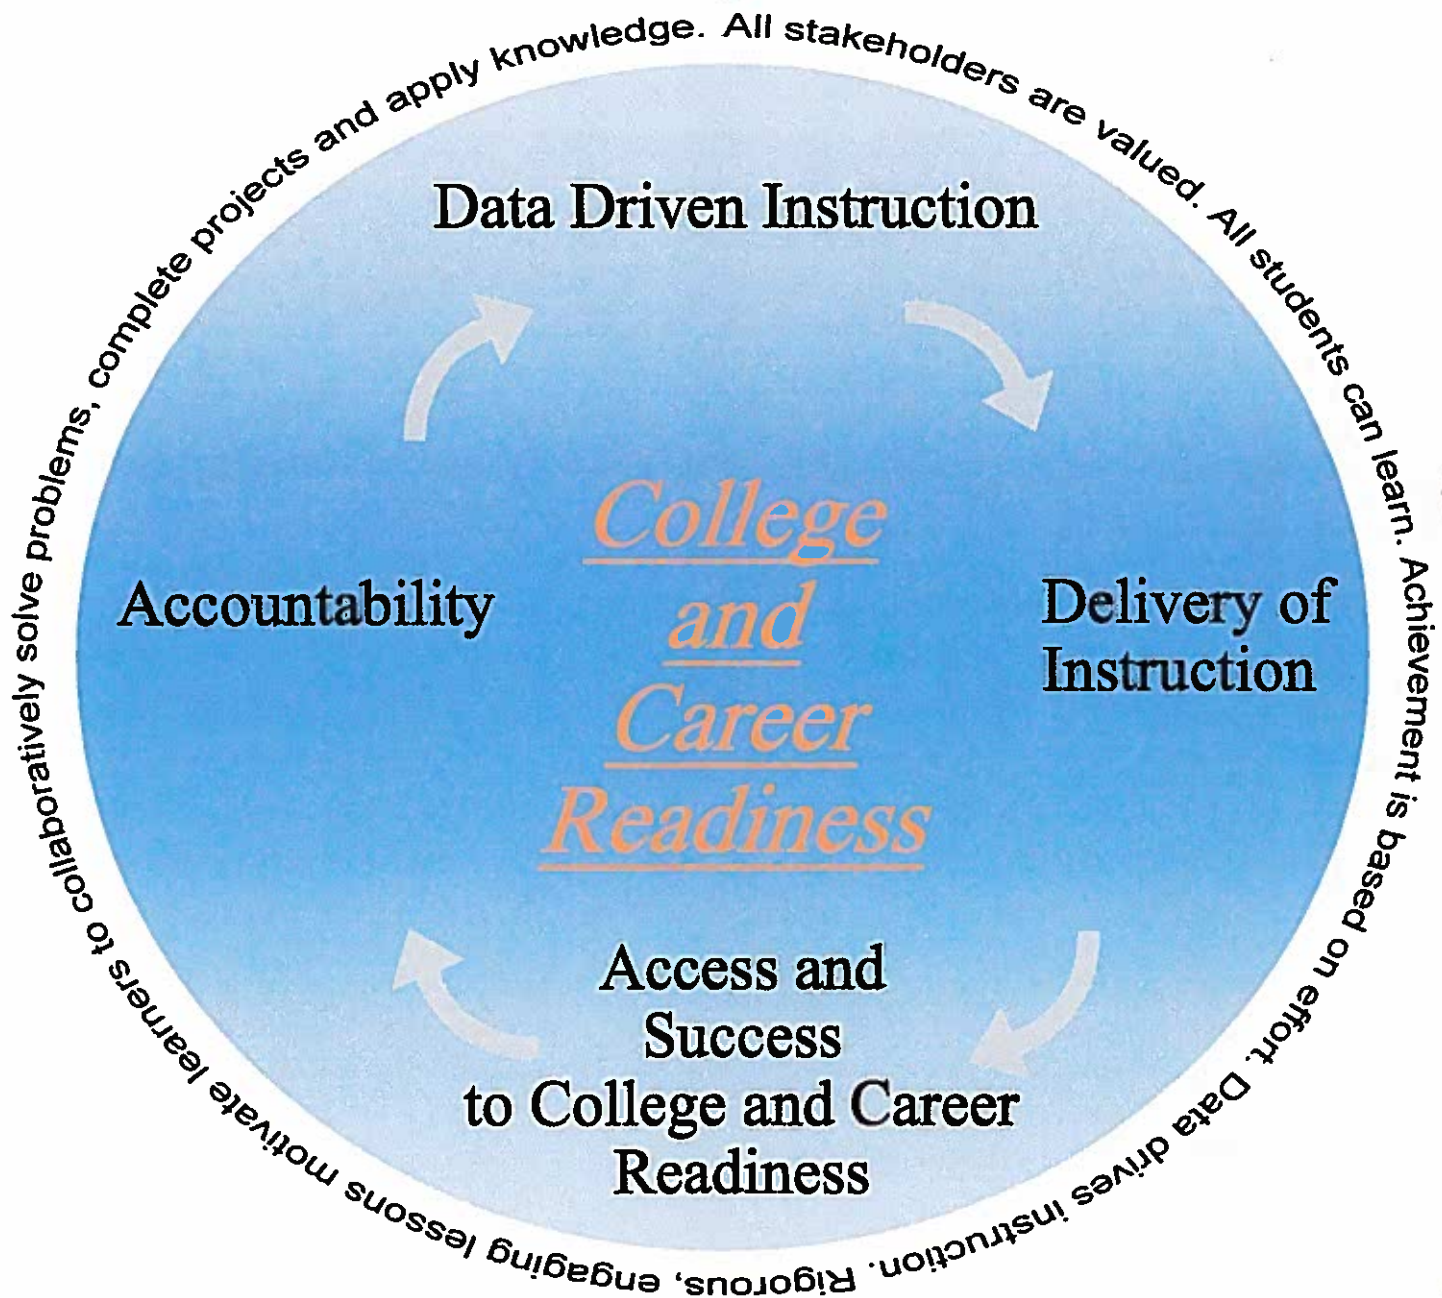 All stakeholders are valued. All students can learn. Achievement is based on effort. Data drives instruction. Rigorous, engaging lessons motivate learners to collaboratively solve problems, complete projects and apply knowledge.
Data Driven Instruction
Delivery of
Instruction
Access and
Success
to College and Career
Readiness
Accountability
College
and
Career
Readiness